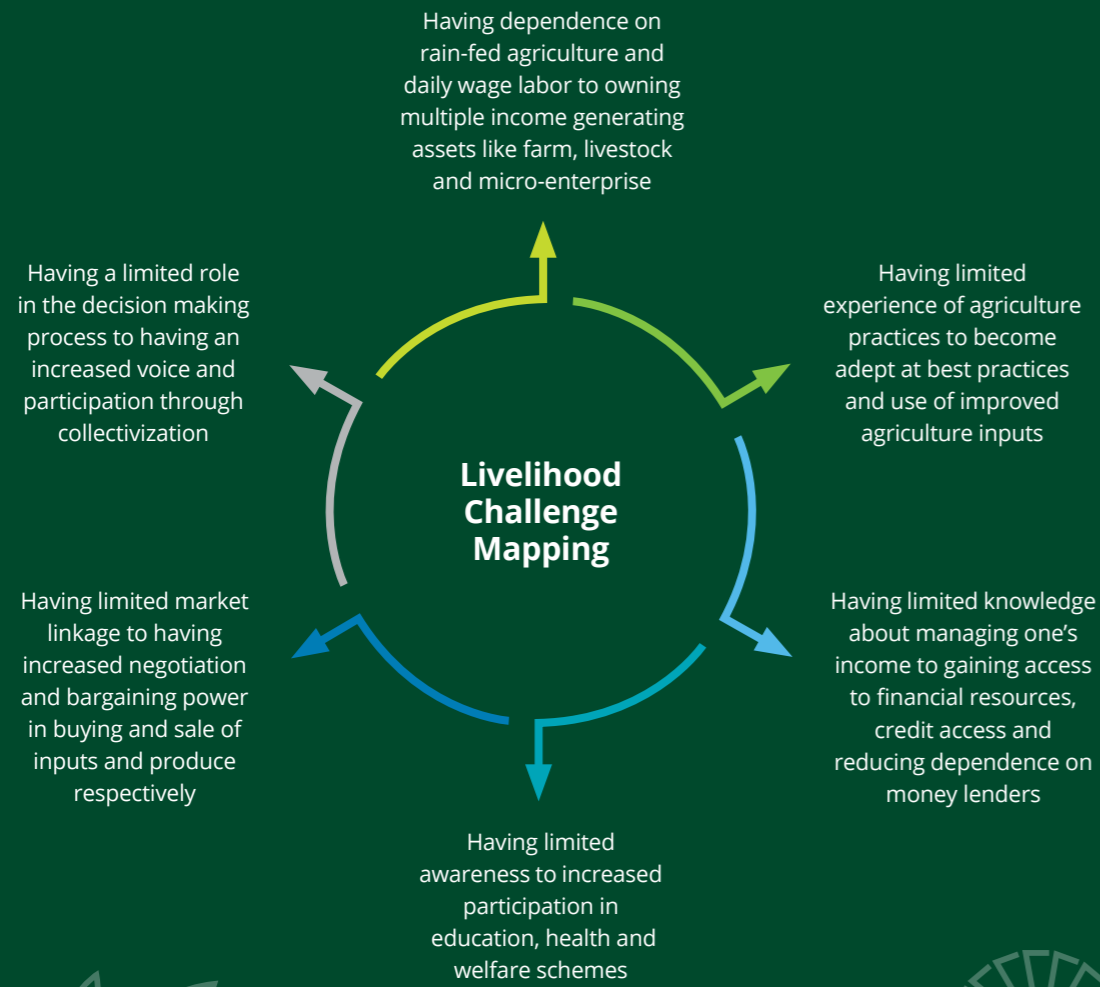 Having dependence on
rain-fed agriculture and
daily wage labor to owning
multiple income generating
assets like farm, livestock
and micro-enterprise
Having limited
experience of agriculture
practices to become
adept at best practices
and use of improved
agriculture inputs
Having limited knowledge
about managing one's
income to gaining access
to financial resources,
credit access and
reducing dependence on
money lenders
Having limited
awareness to increased
participation in
education, health and
welfare schemes
Having limited market
linkage to having
increased negotiation
and bargaining power
in buying and sale of
inputs and produce
respectively
Having a limited role
in the decision making
process to having an
increased voice and
participation through
collectivization
Livelihood
Challenge
Mapping